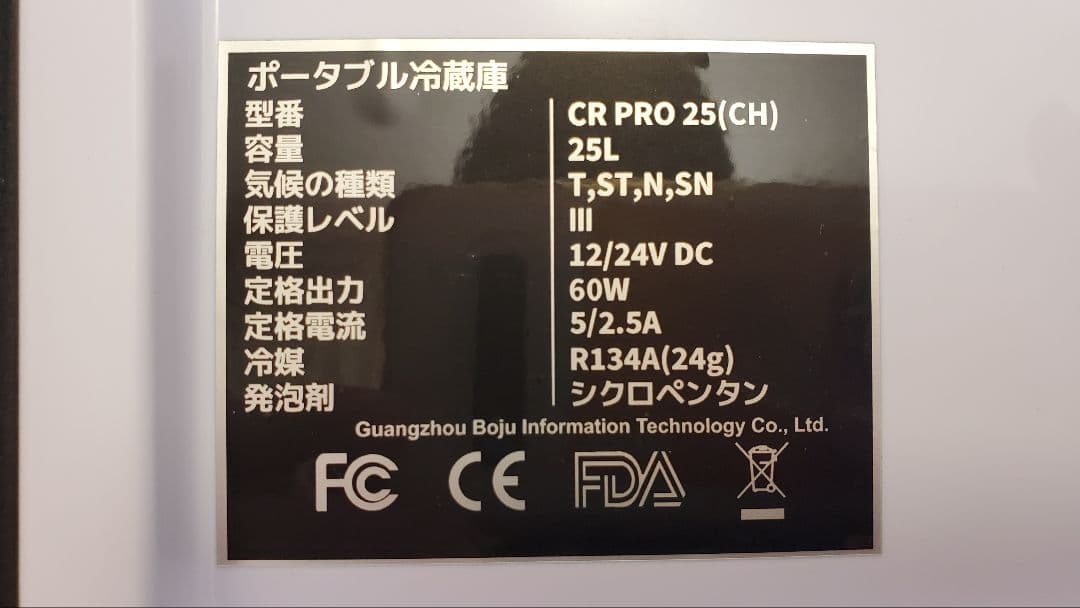 ポータブル冷蔵庫
型番 CR PRO 25(CH)
容量 25L
気候の種類 T,ST,N,SN
保護レベル III
電圧 12/24V DC
定格出力 60W
定格電流 5/2.5A
冷媒 R134A(24g)
発泡剤 シクロペンタン
Guangzhou Boju Information Technology Co., Ltd.
FC CE FDA